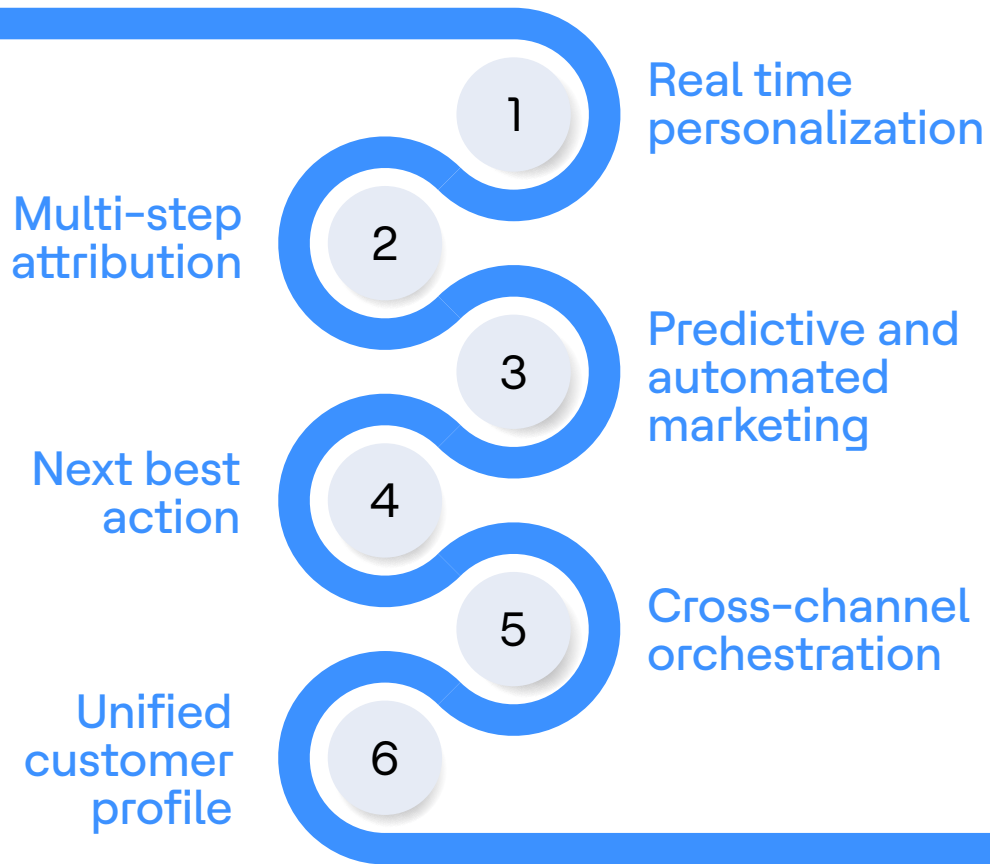 1
Real time
personalization
Multi-step
attribution
2
3
Predictive and
automated
marketing
Next best
action
4
5
Cross-channel
orchestration
Unified
customer
profile
6